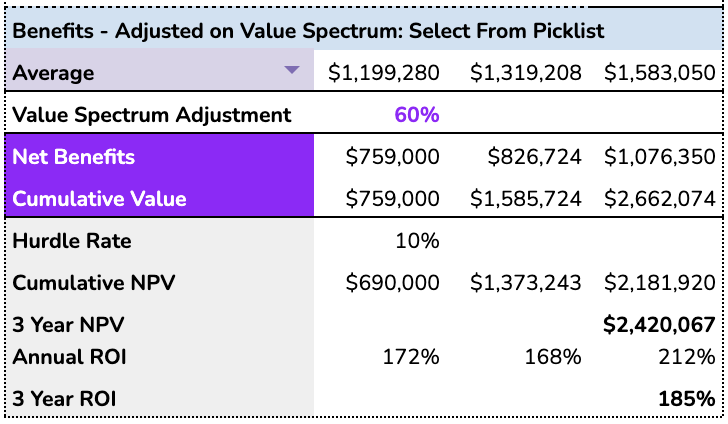 Benefits - Adjusted on Value Spectrum: Select From Picklist
Average $1,199,280 $1,319,208 $1,583,050
Value Spectrum Adjustment 60%
Net Benefits $759,000 $826,724 $1,076,350
Cumulative Value $759,000 $1,585,724 $2,662,074
Hurdle Rate 10%
Cumulative NPV $690,000 $1,373,243 $2,181,920
3 Year NPV $2,420,067
Annual ROI 172% 168% 212%
3 Year ROI 185%